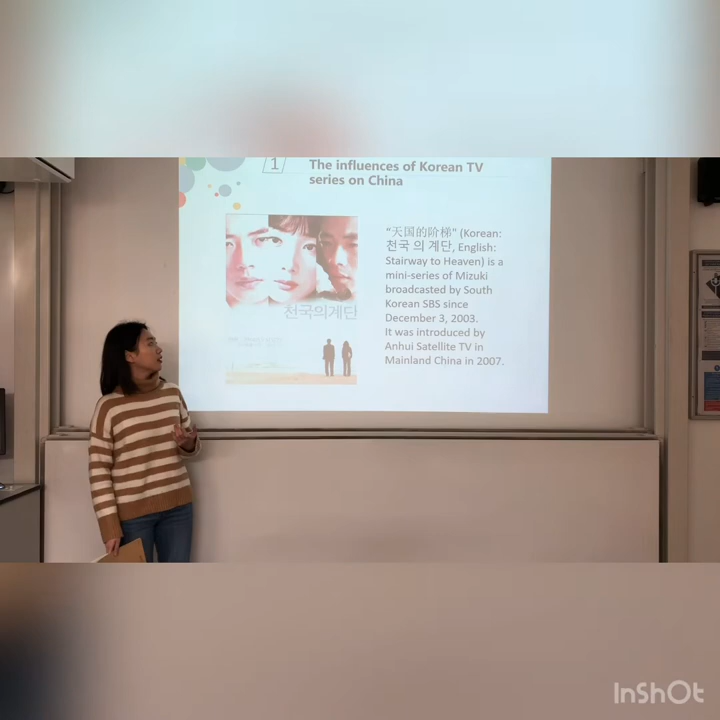 1
The influences of Korean TV
series on China
“天国的阶梯” (Korean:
천국 의 계단, English:
Stairway to Heaven) is a
mini-series of Mizuki
broadcasted by South
Korean SBS since
December 3, 2003.
It was introduced by
Anhui Satellite TV in
Mainland China in 2007.
천국의계단
InShOt